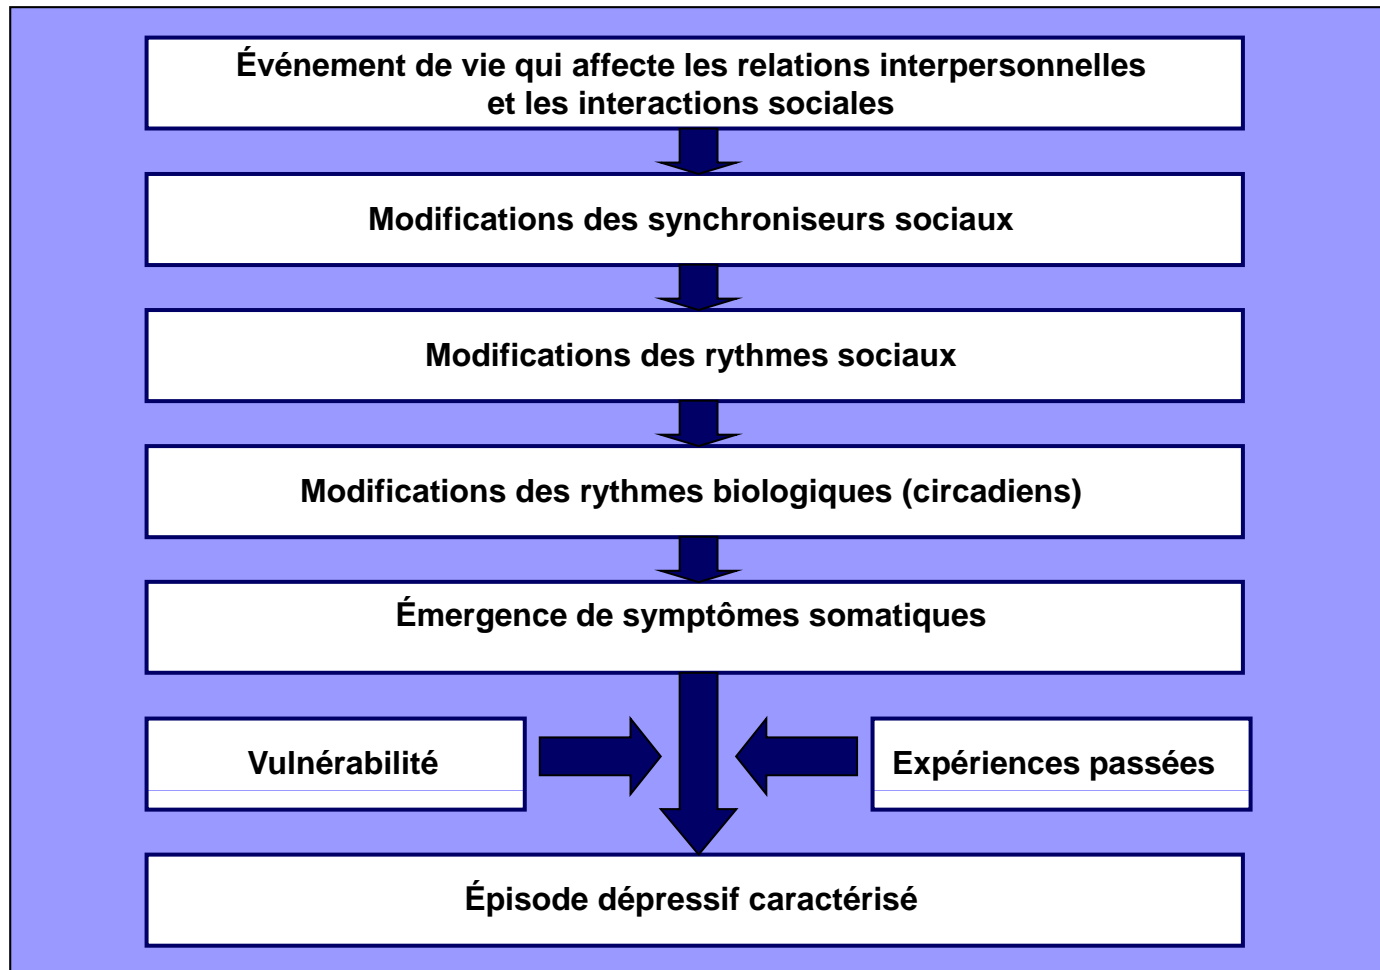 Événement de vie qui affecte les relations interpersonnelles
et les interactions sociales
Modifications des synchroniseurs sociaux
Modifications des rythmes sociaux
Modifications des rythmes biologiques (circadiens)
Émergence de symptômes somatiques
Vulnérabilité
Expériences passées
Épisode dépressif caractérisé